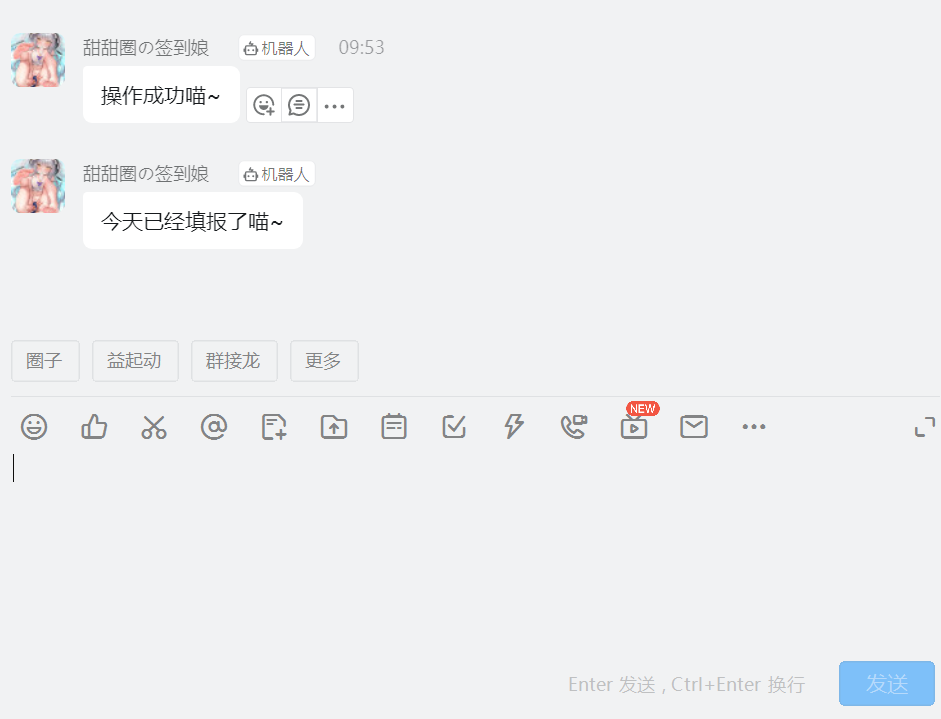 甜甜圈の签到娘 机器人 09:53
操作成功喵~
甜甜圈の签到娘 机器人
今天已经填报了喵~
圈子 益起动 群接龙 更多
NEW
Enter 发送 , Ctrl+Enter 换行 发送